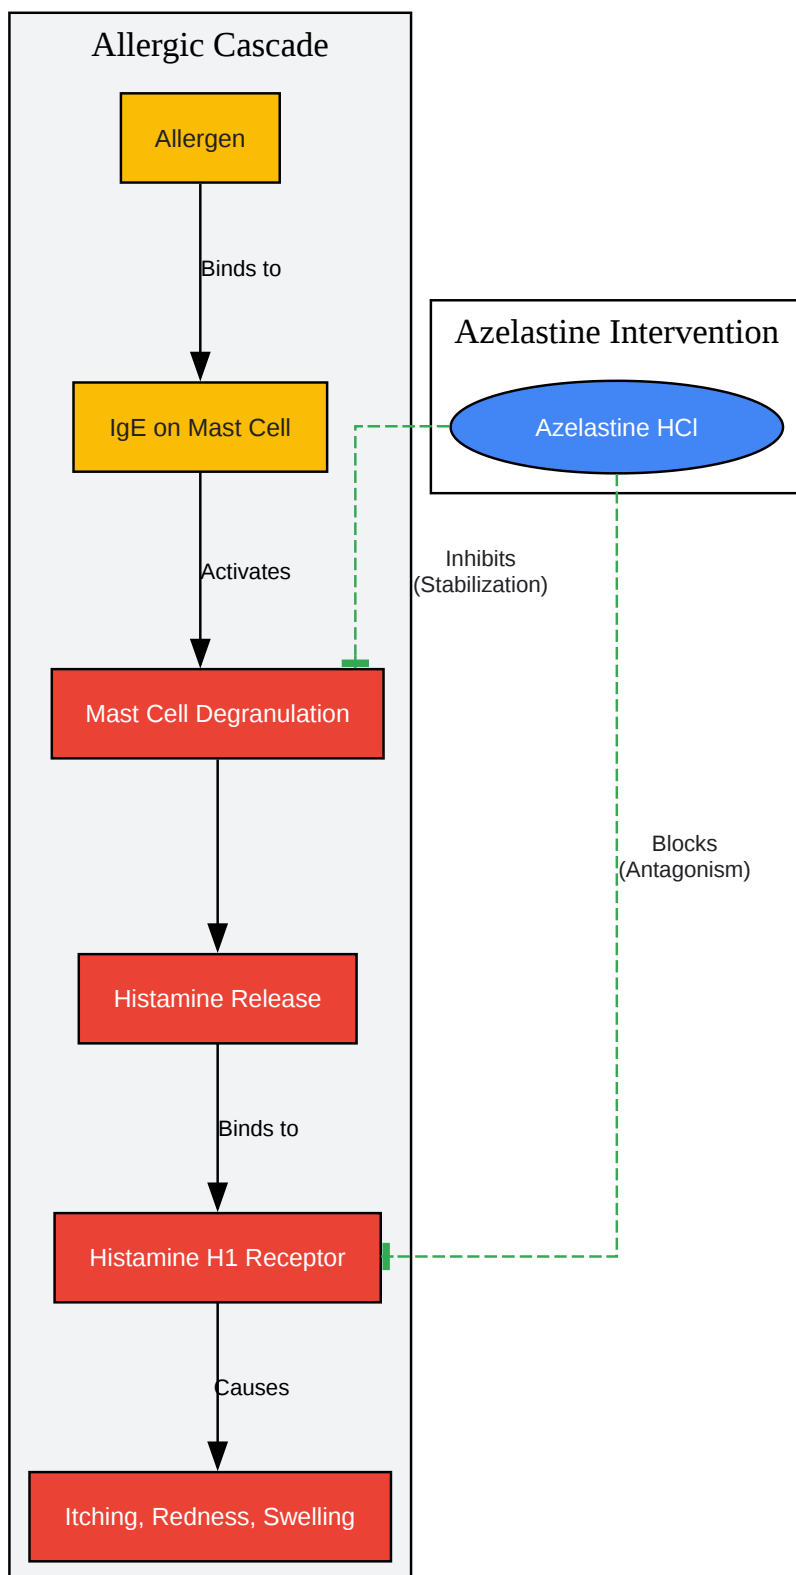 Allergic Cascade
Allergen
Binds to
Azelastine Intervention
IgE on Mast Cell
Azelastine HCl
Activates
Inhibits
(Stabilization)
Mast Cell Degranulation
Blocks
(Antagonism)
Histamine Release
Binds to
Histamine H1 Receptor
Causes
Itching, Redness, Swelling